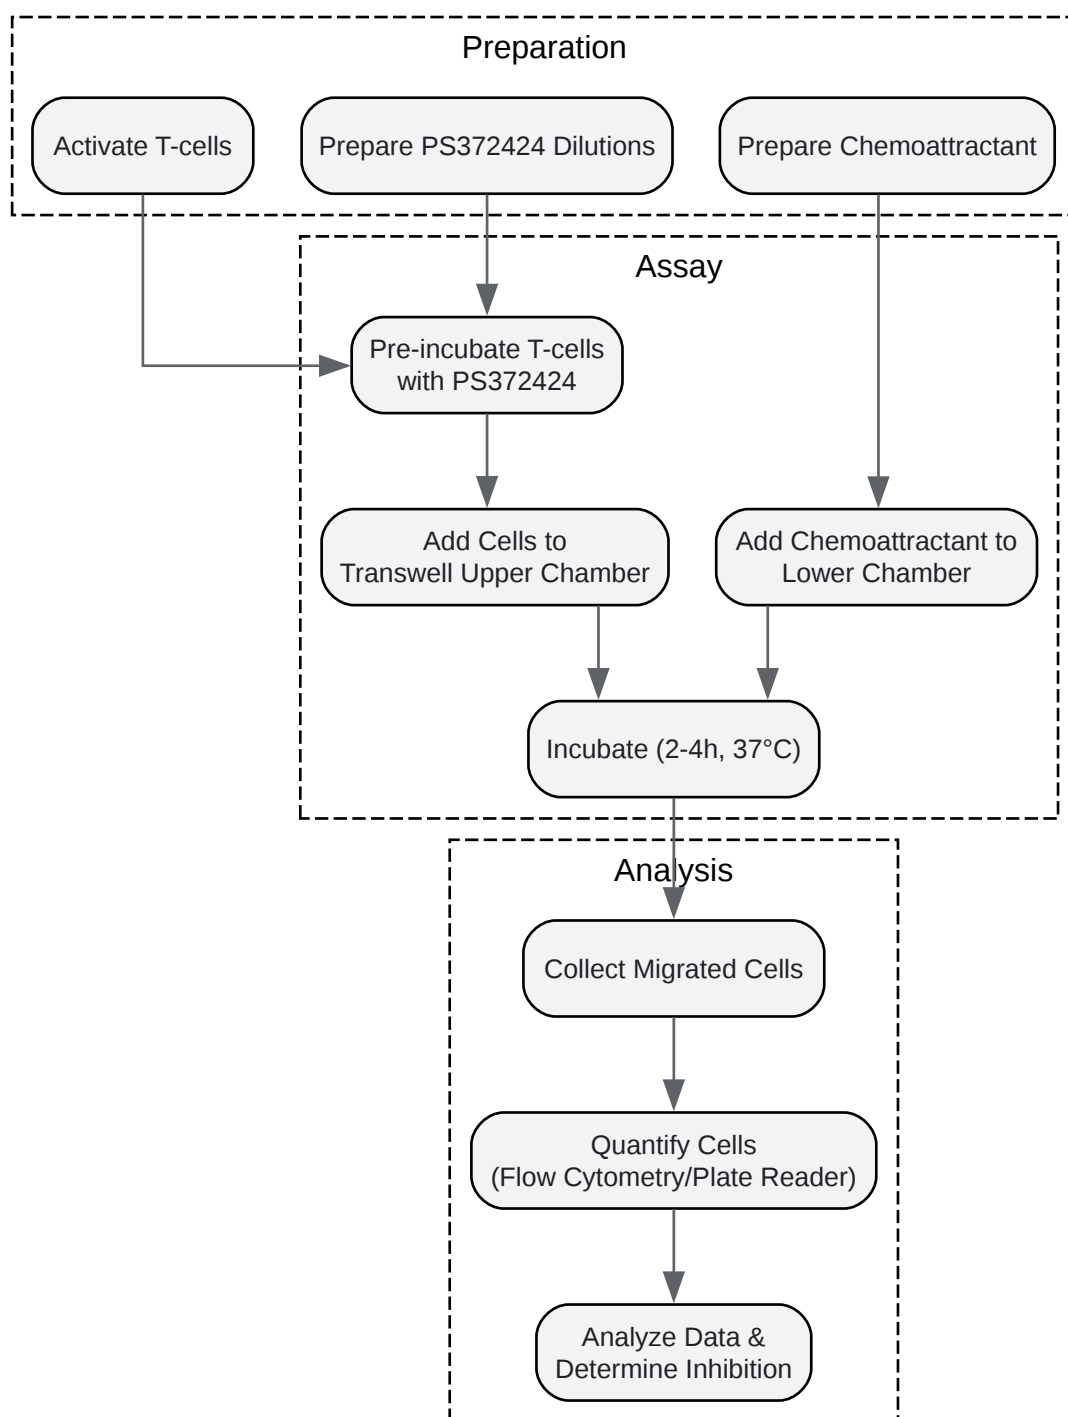 Preparation
Activate T-cells
Prepare PS372424 Dilutions
Prepare Chemoattractant
Assay
Pre-incubate T-cells
with PS372424
Add Cells to
Transwell Upper Chamber
Add Chemoattractant to
Lower Chamber
Incubate (2-4h, 37°C)
Analysis
Collect Migrated Cells
Quantify Cells
(Flow Cytometry/Plate Reader)
Analyze Data &
Determine Inhibition